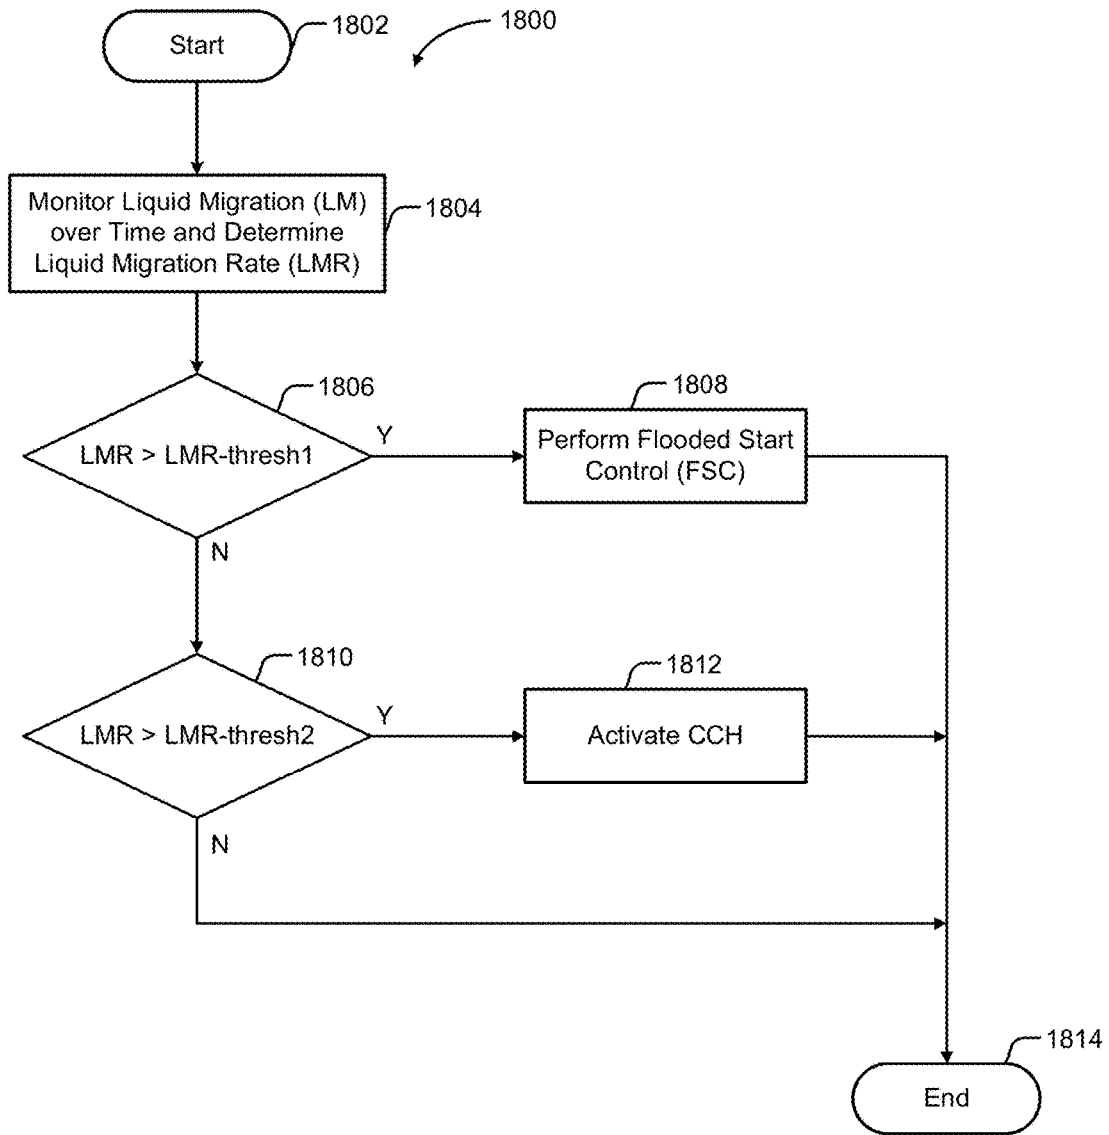 1802
1800
Start
Monitor Liquid Migration (LM)
over Time and Determine
Liquid Migration Rate (LMR)
1804
1806
LMR > LMR-thresh1
Y
N
1808
Perform Flooded Start
Control (FSC)
1810
LMR > LMR-thresh2
Y
N
1812
Activate CCH
1814
End